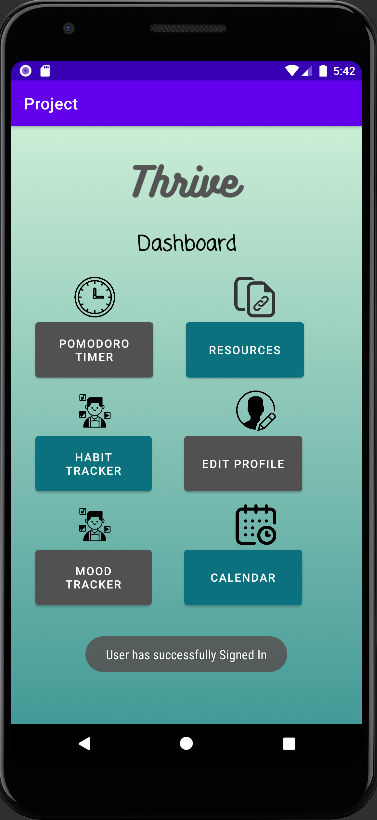 5:42
Project
Thrive
Dashboard
POMODORO
TIMER
RESOURCES
HABIT
TRACKER
EDIT PROFILE
MOOD
TRACKER
CALENDAR
User has successfully Signed In